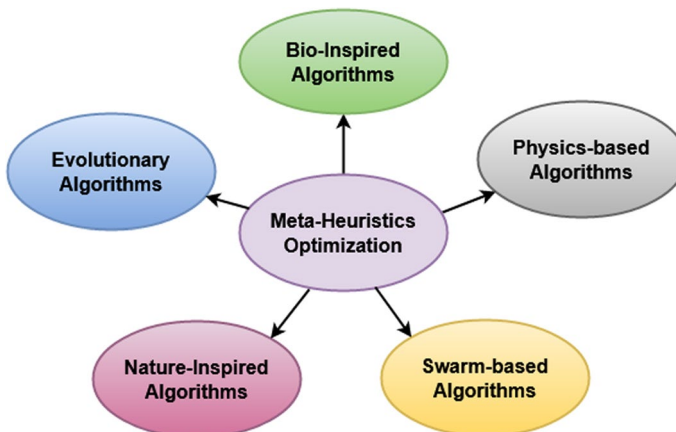 Bio-Inspired
Algorithms
Evolutionary
Algorithms
Physics-based
Algorithms
Meta-Heuristics
Optimization
Nature-Inspired
Algorithms
Swarm-based
Algorithms